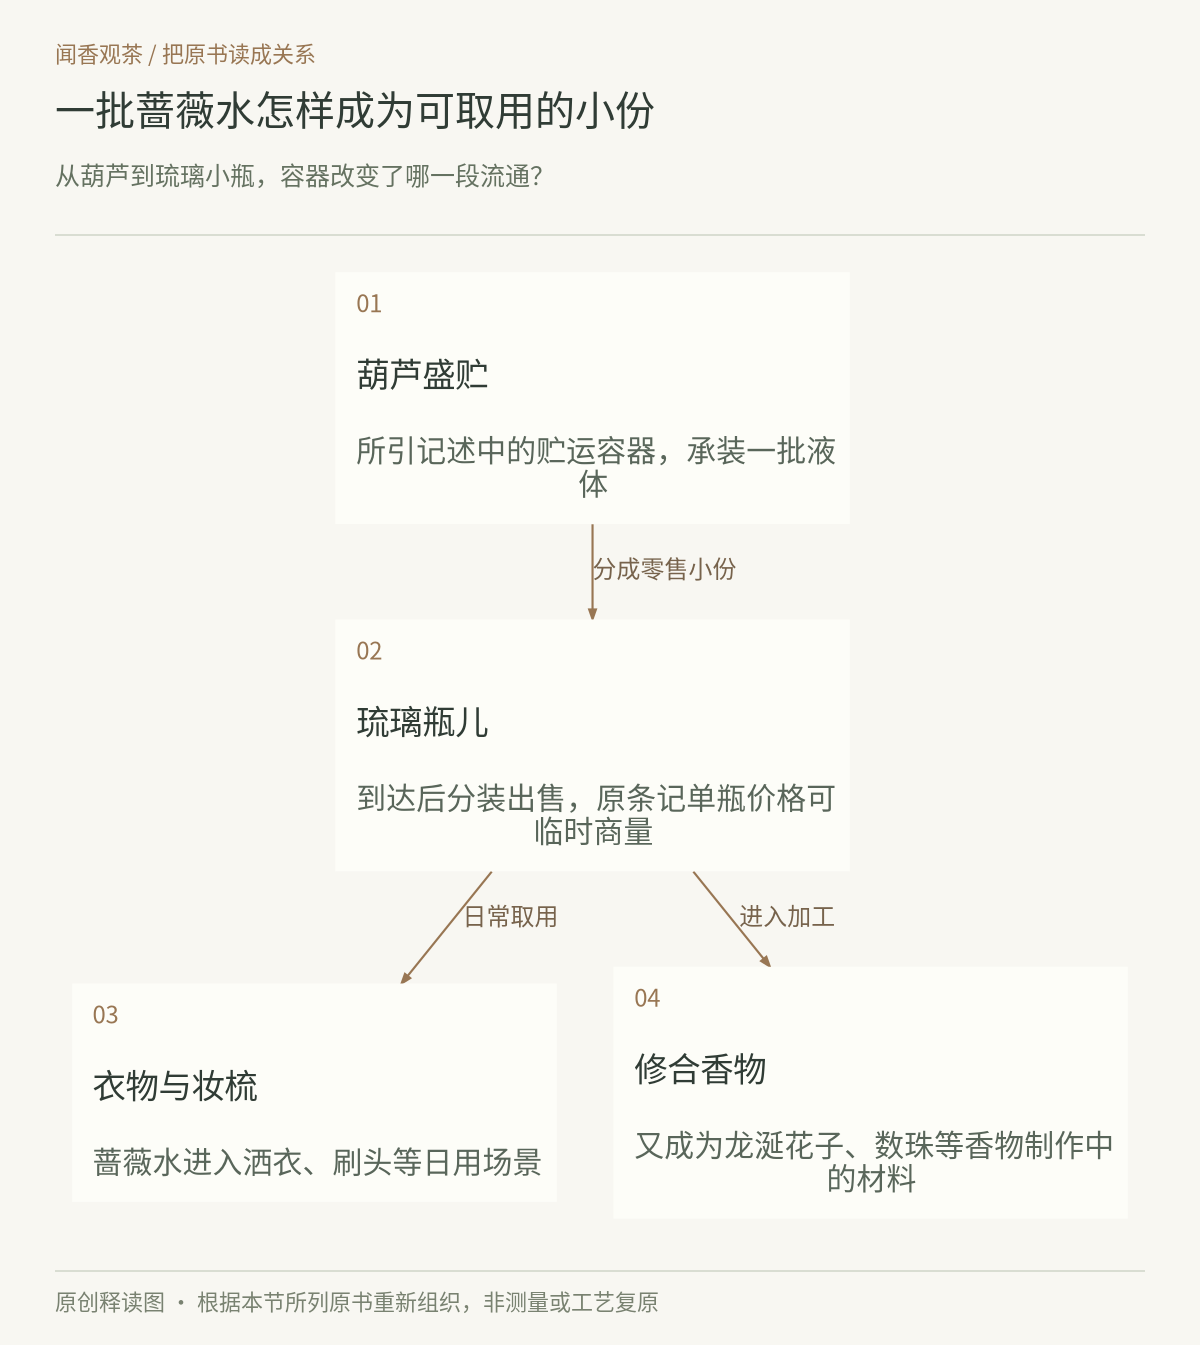 闻香观茶 / 把原书读成关系
一批蔷薇水怎样成为可取用的小份
从葫芦到琉璃小瓶，容器改变了哪一段流通？
01
葫芦盛贮
所引记述中的贮运容器，承装一批液
体
分成零售小份
02
琉璃瓶儿
到达后分装出售，原条记单瓶价格可
临时商量
日常取用
进入加工
03
衣物与妆梳
蔷薇水进入洒衣、刷头等日用场景
04
修合香物
又成为龙涎花子、数珠等香物制作中
的材料
原创释读图 · 根据本节所列原书重新组织，非测量或工艺复原